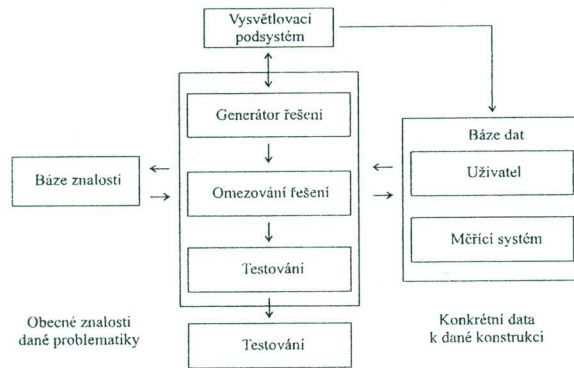 Vysvětlovací
podsystém
Generátor řešení
Báze dat
Uživatel
Báze znalosti
Omezování řešení
Měřící systém
Testování
Obecné znalosti
dané problematiky
Konkrétní data
k dané konstrukci
Testování